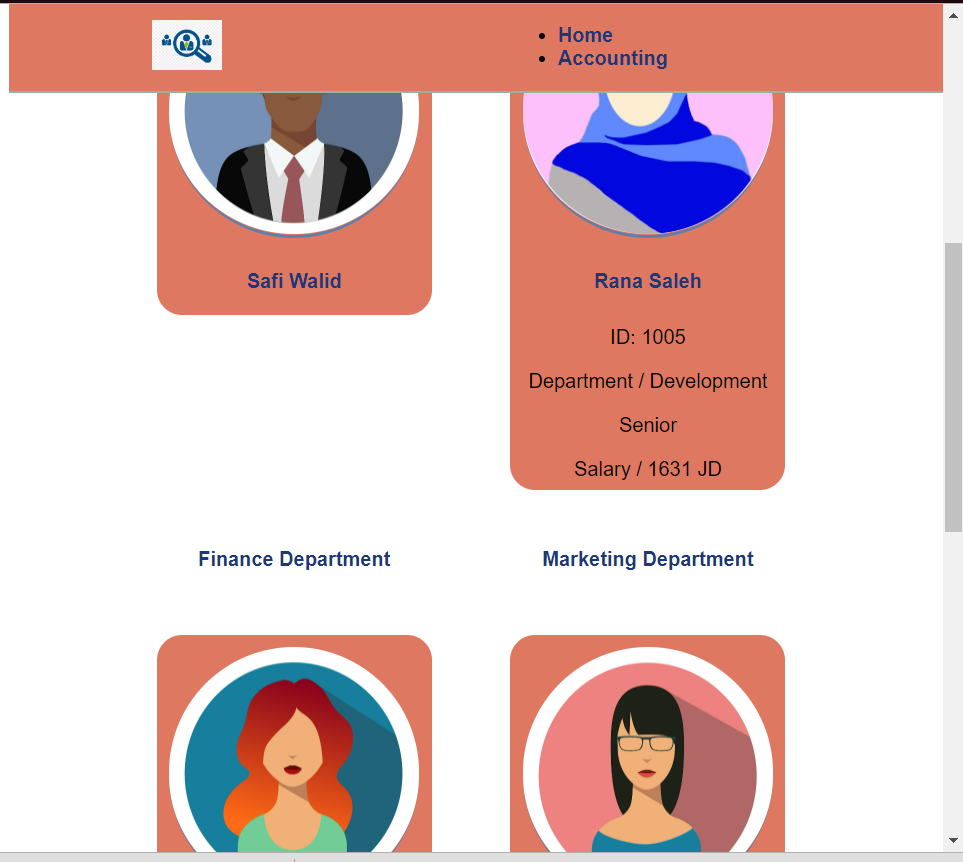 Home
Accounting
Safi Walid
Rana Saleh
ID: 1005
Department / Development
Senior
Salary / 1631 JD
Finance Department
Marketing Department